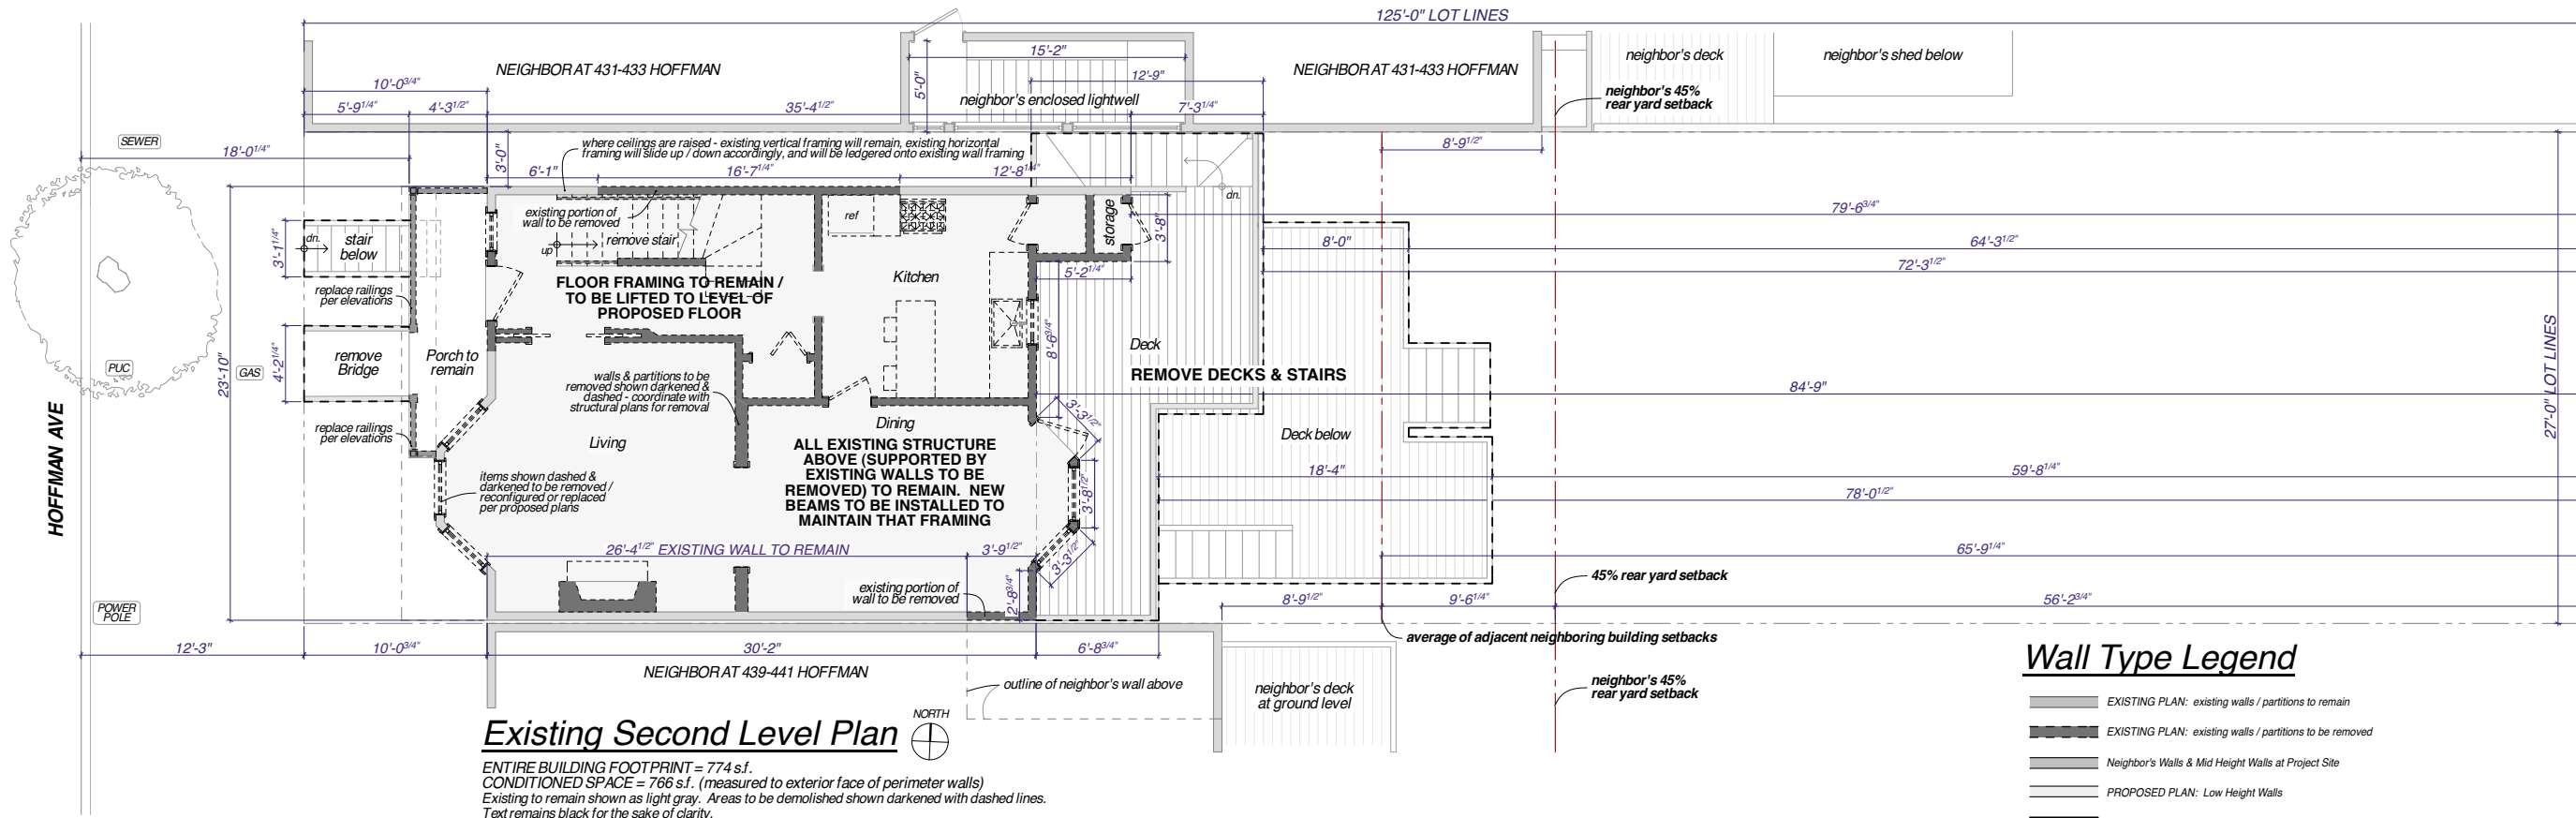 125'-0" LOT LINES
NEIGHBOR AT 431-433 HOFFMAN
15'-2"
12'-9"
NEIGHBOR AT 431-433 HOFFMAN
neighbor's deck
neighbor's shed below
10'-0 3/4"
5'-0"
neighbor's 45%
rear yard setback
5'-9 1/4"
4'-3 1/2"
35'-4 1/2"
neighbor's enclosed lightwell
7'-3 1/4"
SEWER
18'-0 1/4"
3'-0"
where ceilings are raised - existing vertical framing will remain, existing horizontal
framing will slide up / down accordingly, and will be ledgered onto existing wall framing
8'-9 1/2"
6'-1"
16'-7 1/4"
12'-8 1/4"
existing portion of
wall to be removed
ref
storage
3'-8"
dn.
79'-6 3/4"
dn.
stair
below
3'-1 1/4"
up
remove stair
8'-0"
64'-3 1/2"
Kitchen
5'-2 1/4"
72'-3 1/2"
replace railings
per elevations
FLOOR FRAMING TO REMAIN /
TO BE LIFTED TO LEVEL OF
PROPOSED FLOOR
8'-6 3/4"
Deck
27'-0" LOT LINES
remove
Bridge
Porch to
remain
4'-2 1/4"
23'-10"
GAS
PUC
walls & partitions to be
removed shown darkened &
dashed - coordinate with
structural plans for removal
REMOVE DECKS & STAIRS
84'-9"
HOFFMAN AVE
replace railings
per elevations
Living
Dining
3'-3 1/2"
Deck below
ALL EXISTING STRUCTURE
ABOVE (SUPPORTED BY
EXISTING WALLS TO BE
REMOVED) TO REMAIN. NEW
BEAMS TO BE INSTALLED TO
MAINTAIN THAT FRAMING
items shown dashed &
darkened to be removed /
reconfigured or replaced
per proposed plans
3'-8 1/2"
18'-4"
59'-8 1/4"
78'-0 1/2"
26'-4 1/2" EXISTING WALL TO REMAIN
3'-9 1/2"
3'-3 1/2"
65'-9 1/4"
existing portion of
wall to be removed
2'-8 3/4"
45% rear yard setback
POWER
POLE
8'-9 1/2"
9'-6 1/4"
56'-2 3/4"
average of adjacent neighboring building setbacks
12'-3"
10'-0 3/4"
30'-2"
6'-8 3/4"
NEIGHBOR AT 439-441 HOFFMAN
outline of neighbor's wall above
neighbor's deck
at ground level
neighbor's 45%
rear yard setback
Wall Type Legend
EXISTING PLAN: existing walls / partitions to remain
EXISTING PLAN: existing walls / partitions to be removed
Neighbor's Walls & Mid Height Walls at Project Site
PROPOSED PLAN: Low Height Walls
Existing Second Level Plan
NORTH
ENTIRE BUILDING FOOTPRINT = 774 s.f.
CONDITIONED SPACE = 766 s.f. (measured to exterior face of perimeter walls)
Existing to remain shown as light gray. Areas to be demolished shown darkened with dashed lines.
Text remains black for the sake of clarity.